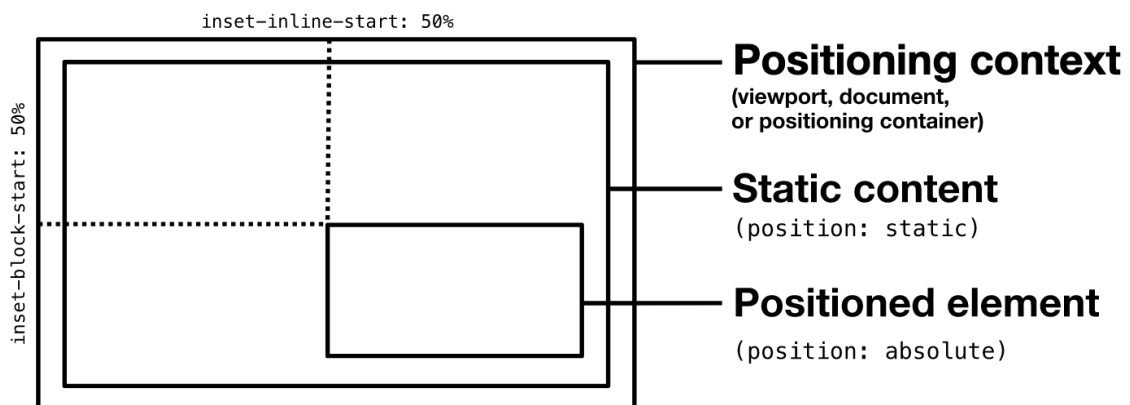 inset-inline-start: 50%
inset-block-start: 50%
Positioning context
(viewport, document,
or positioning container)
Static content
(position: static)
Positioned element
(position: absolute)